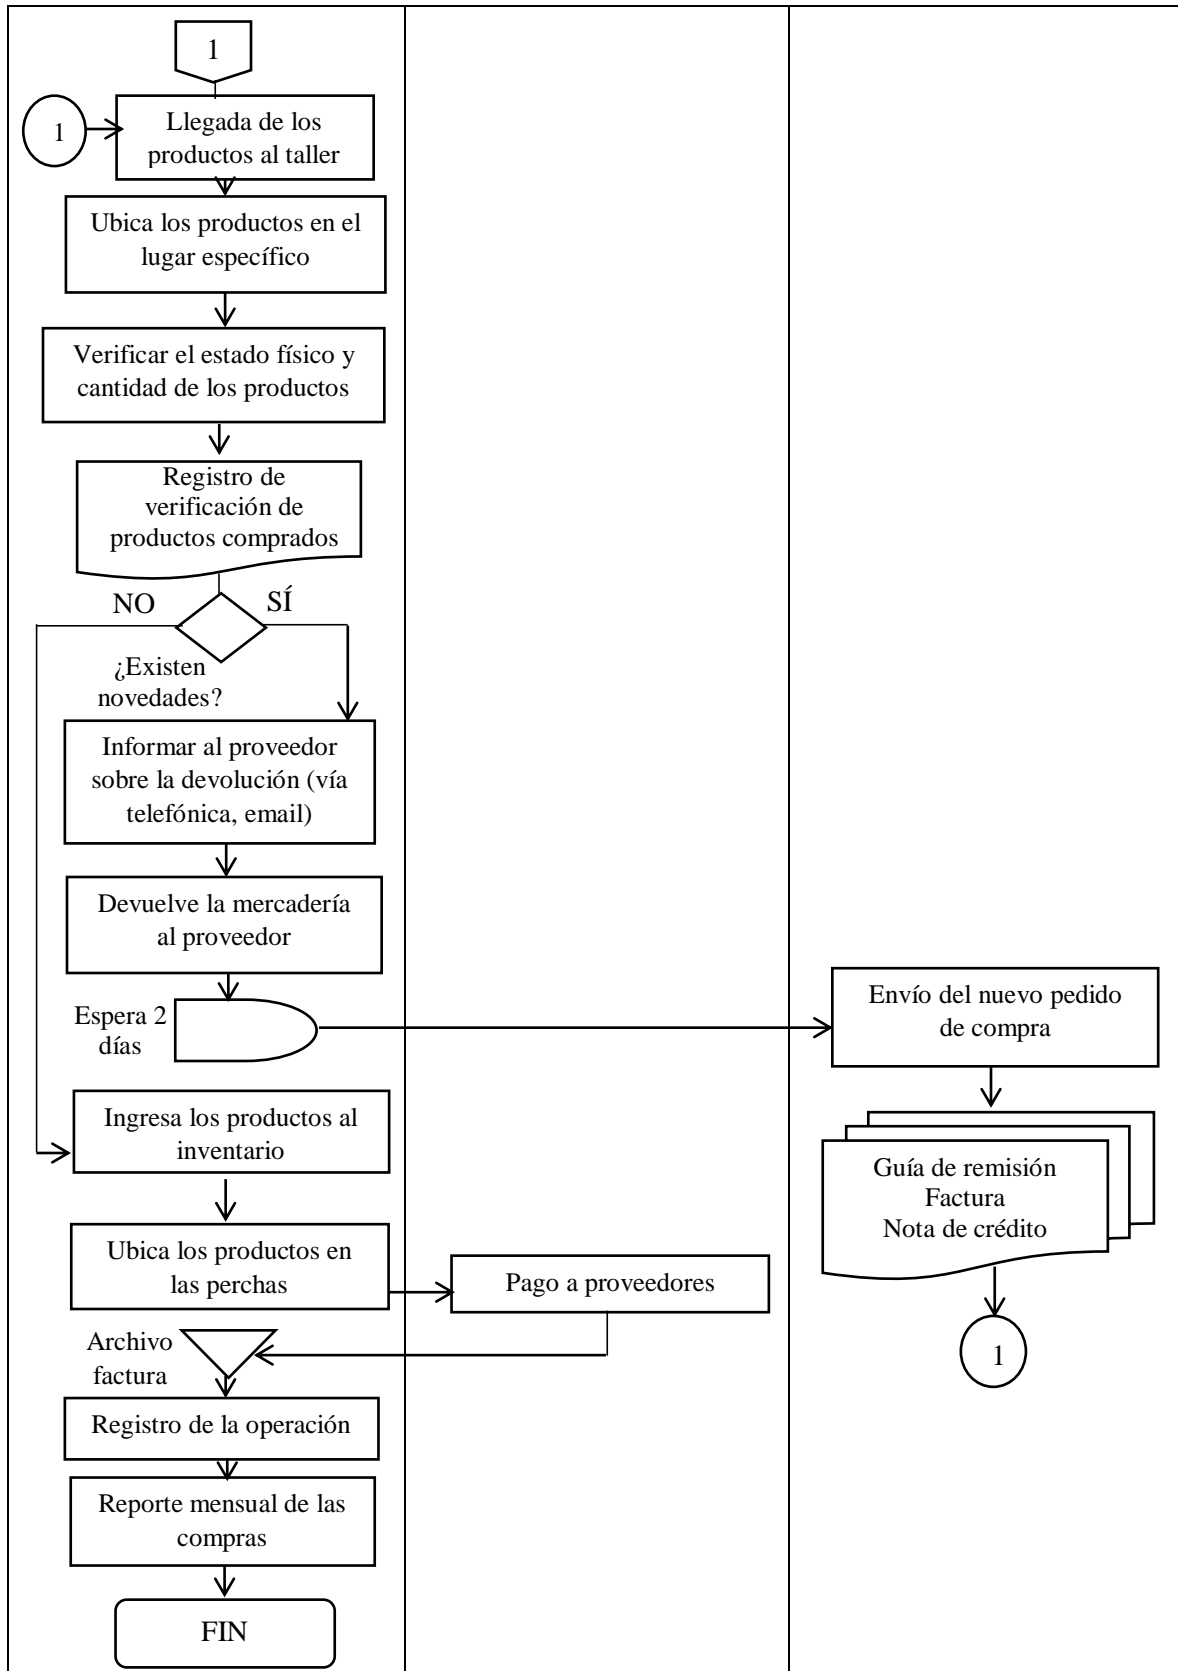 1
1
Llegada de los
productos al taller
Ubica los productos en el
lugar específico
Verificar el estado físico y
cantidad de los productos
Registro de
verificación de
productos comprados
NO
SÍ
¿Existen
novedades?
Informar al proveedor
sobre la devolución (vía
telefónica, email)
Devuelve la mercadería
al proveedor
Espera 2
días
Envío del nuevo pedido
de compra
Guía de remisión
Factura
Nota de crédito
1
Ingresa los productos al
inventario
Ubica los productos en
las perchas
Pago a proveedores
Archivo
factura
Registro de la operación
Reporte mensual de las
compras
FIN